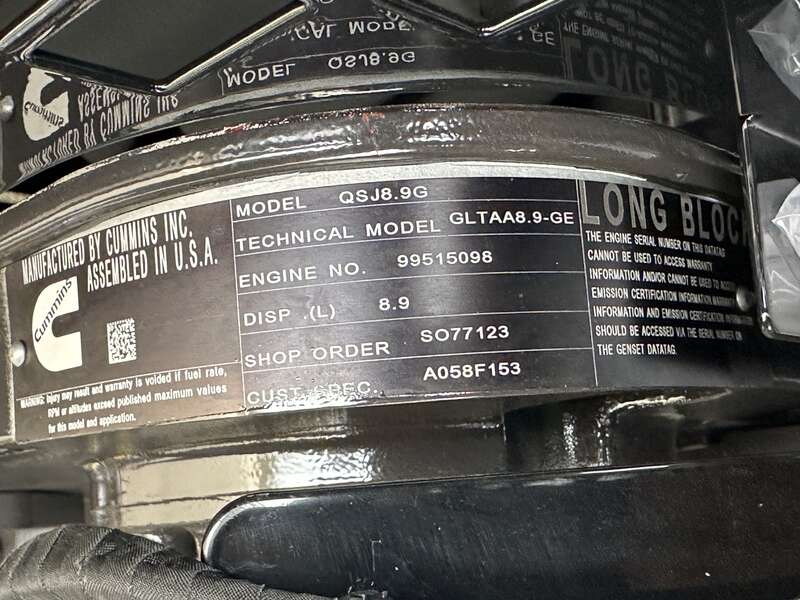 MANUFACTURED BY CUMMINS INC.
ASSEMBLED IN U.S.A.
Cummins
WARNING: Injury may result and warranty is voided if fuel rate,
RPM or altitudes exceed published maximum values
for this model and application.
MODEL QSJ8.9G
TECHNICAL MODEL GLTAA8.9-GE
ENGINE NO. 99515098
DISP .(L) 8.9
SHOP ORDER SO77123
CUST. SPEC. A058F153
LONG BLOCK
THE ENGINE SERIAL NUMBER ON THIS DATATAG
CANNOT BE USED TO ACCESS WARRANTY
INFORMATION AND/OR CANNOT BE USED TO ACCESS
EMISSION CERTIFICATION INFORMATION WARRANTY
INFORMATION AND EMISSION CERTIFICATION INFORMATION
SHOULD BE ACCESSED VIA THE SERIAL NUMBER ON
THE GENSET DATATAG.